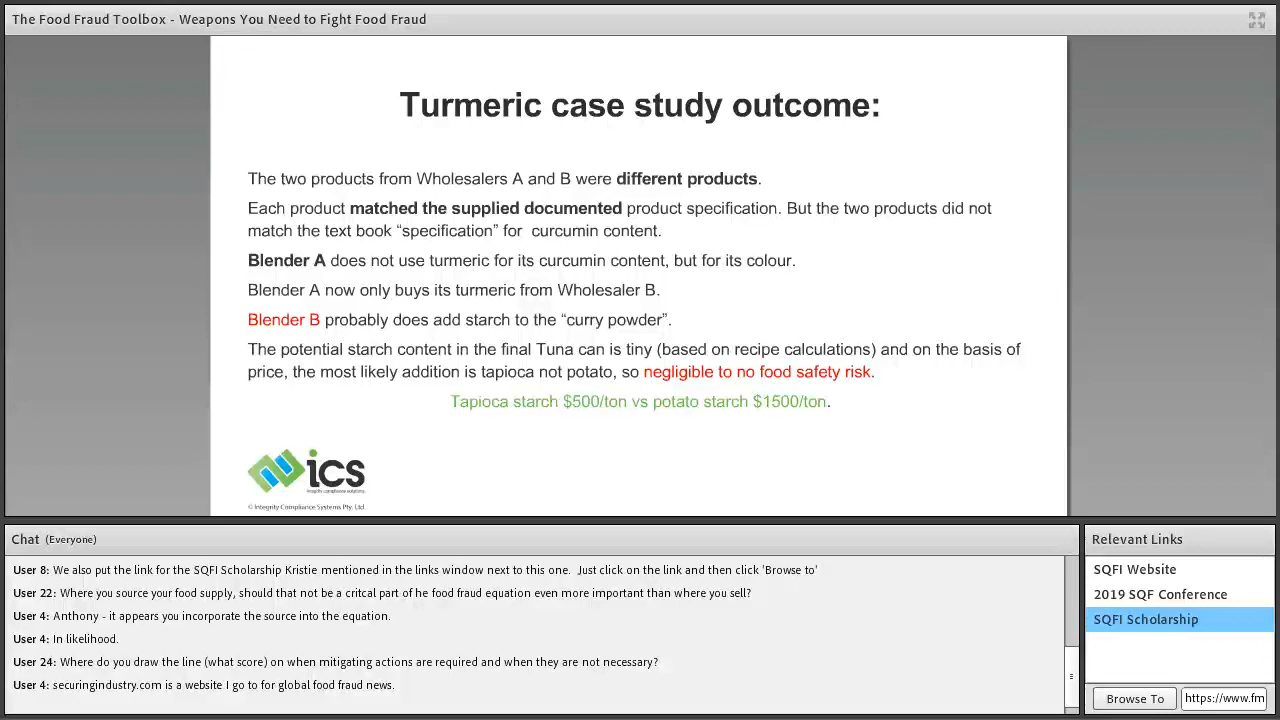 The Food Fraud Toolbox - Weapons You Need to Fight Food Fraud
Turmeric case study outcome:
The two products from Wholesalers A and B were different products.
Each product matched the supplied documented product specification. But the two products did not
match the text book “specification” for curcumin content.
Blender A does not use turmeric for its curcumin content, but for its colour.
Blender A now only buys its turmeric from Wholesaler B.
Blender B probably does add starch to the “curry powder”.
The potential starch content in the final Tuna can is tiny (based on recipe calculations) and on the basis of
price, the most likely addition is tapioca not potato, so negligible to no food safety risk.
Tapioca starch $500/ton vs potato starch $1500/ton.
ics
integrity compliance solutions
© Integrity Compliance Systems Pty. Ltd.
Chat (Everyone)
User 8: We also put the link for the SQFI Scholarship Kristie mentioned in the links window next to this one. Just click on the link and then click 'Browse to'
User 22: Where you source your food supply, should that not be a critcal part of he food fraud equation even more important than where you sell?
User 4: Anthony - it appears you incorporate the source into the equation.
User 4: In likelihood.
User 24: Where do you draw the line (what score) on when mitigating actions are required and when they are not necessary?
User 4: securingindustry.com is a website I go to for global food fraud news.
Relevant Links
SQFI Website
2019 SQF Conference
SQFI Scholarship
Browse To
https://www.fm